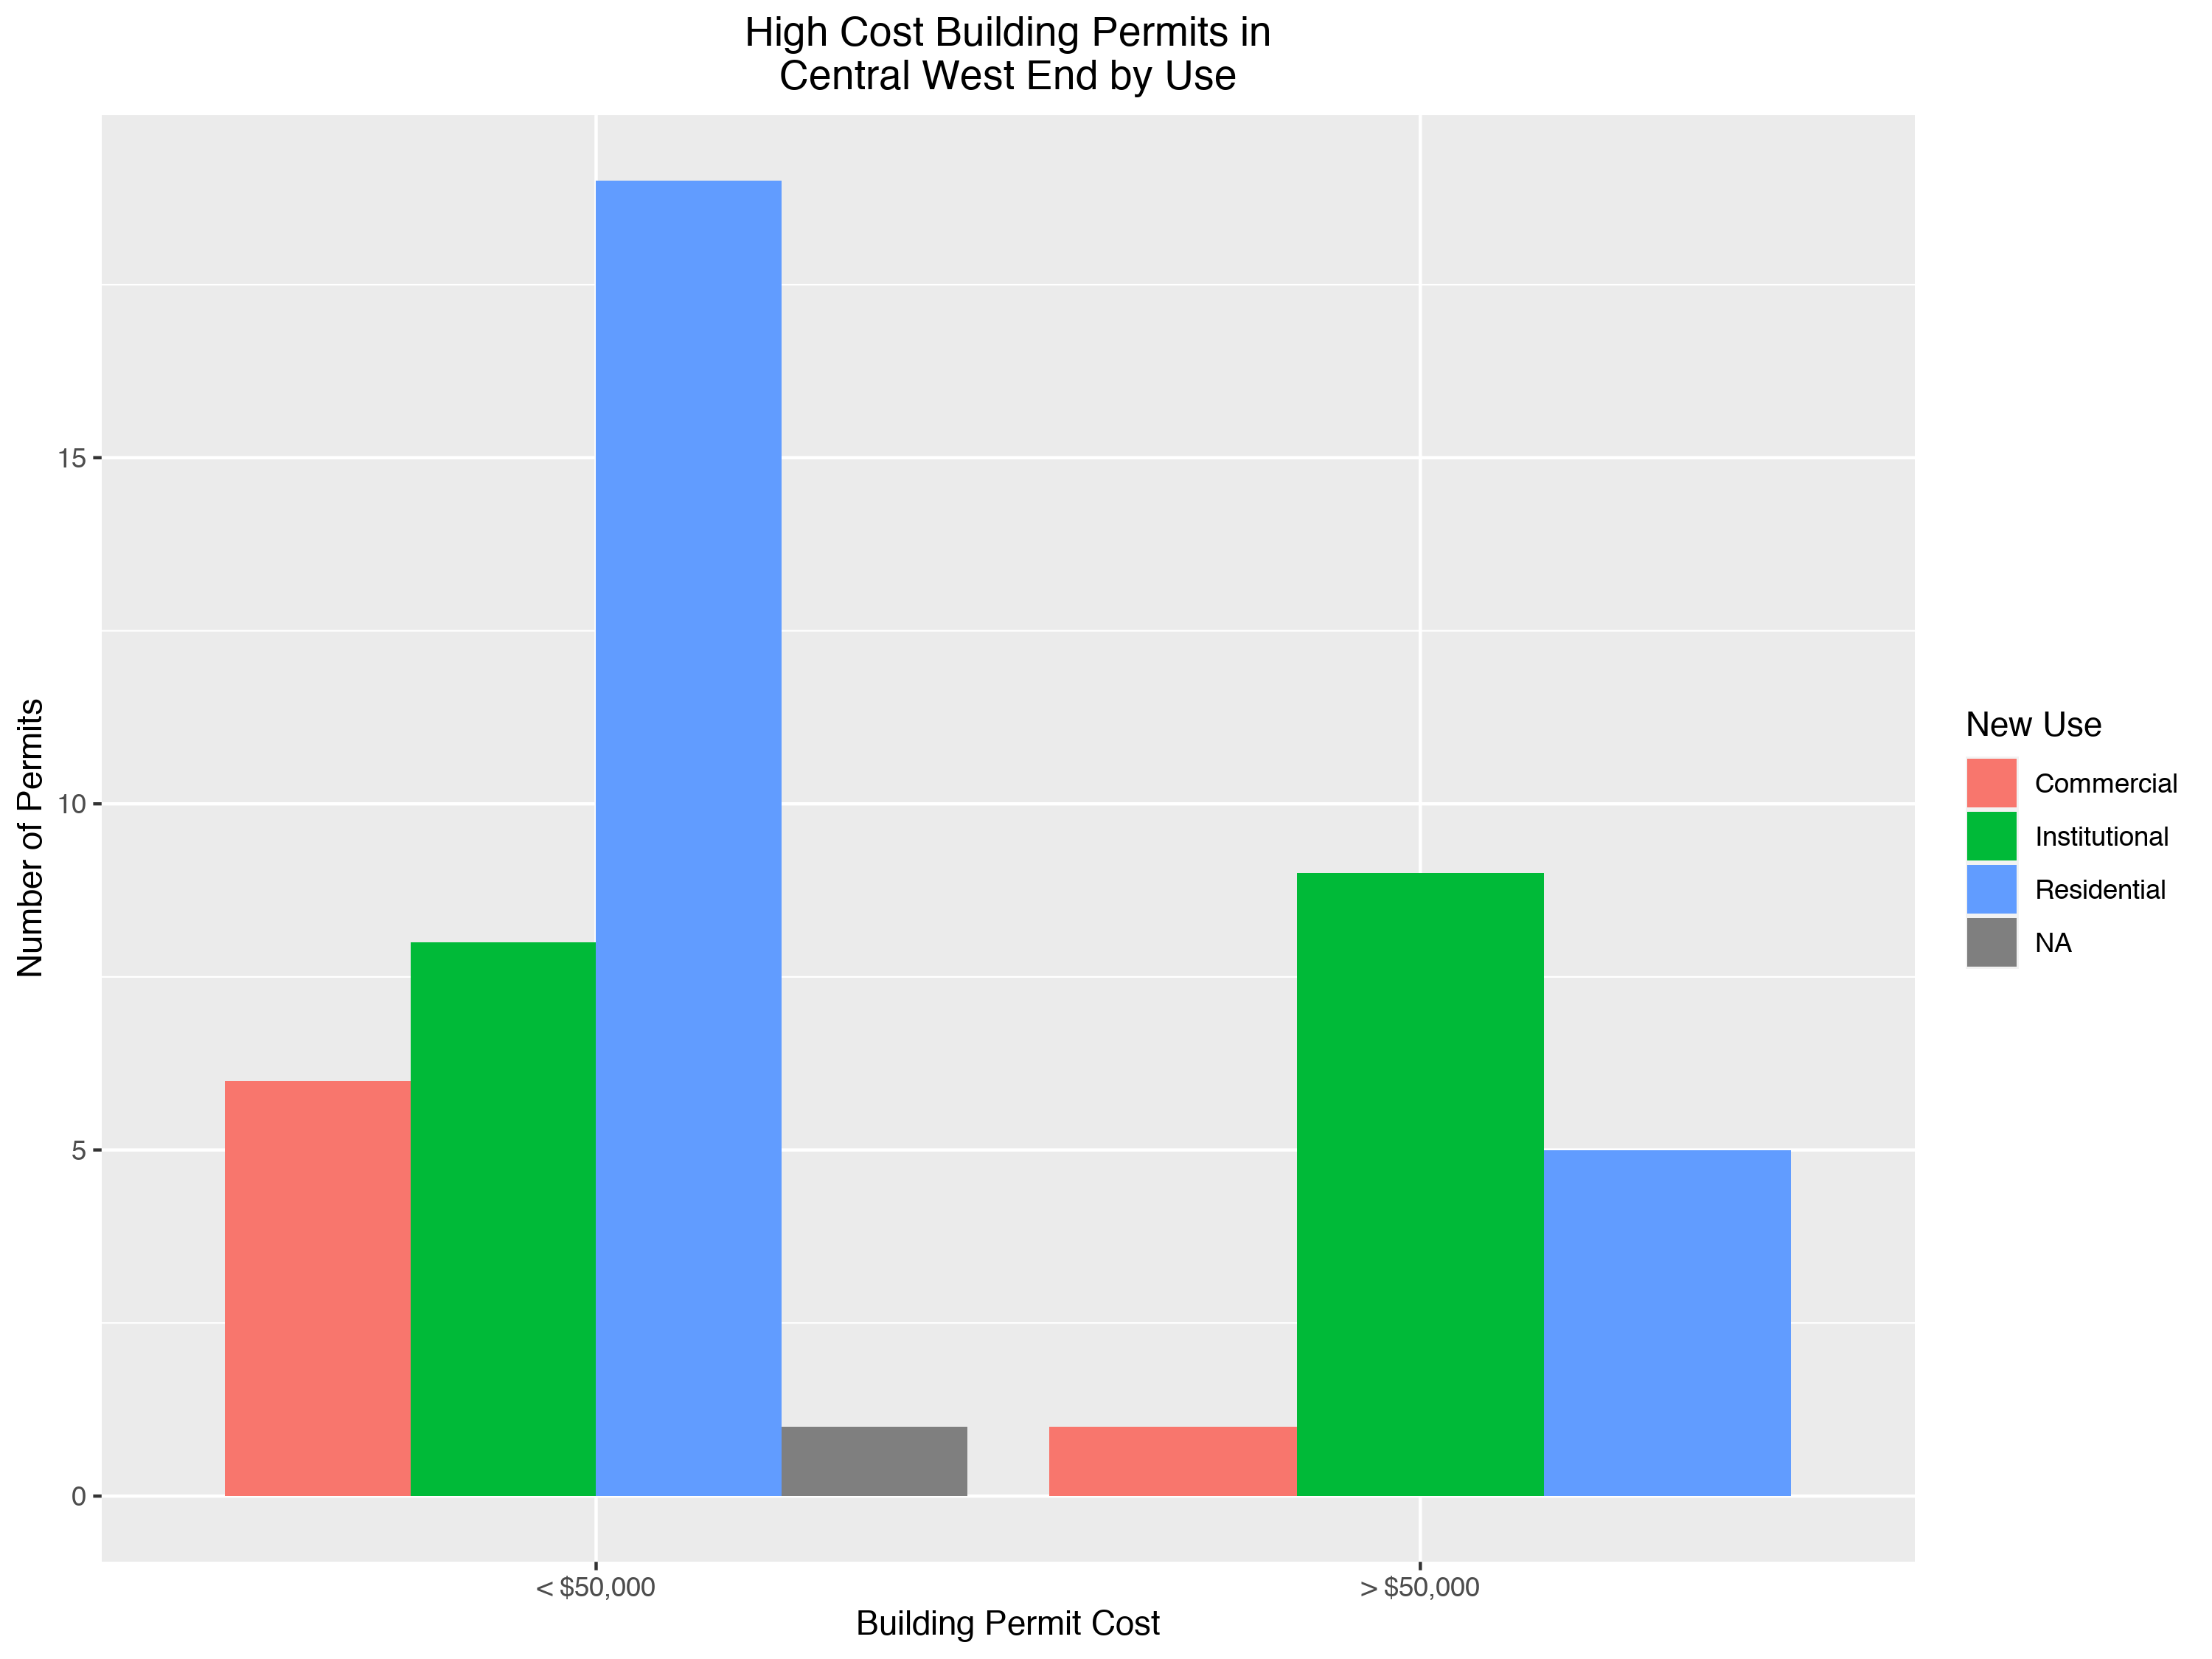 High Cost Building Permits in
Central West End by Use
Number of Permits
15
10
5
0
< $50,000
> $50,000
Building Permit Cost
New Use
Commercial
Institutional
Residential
NA